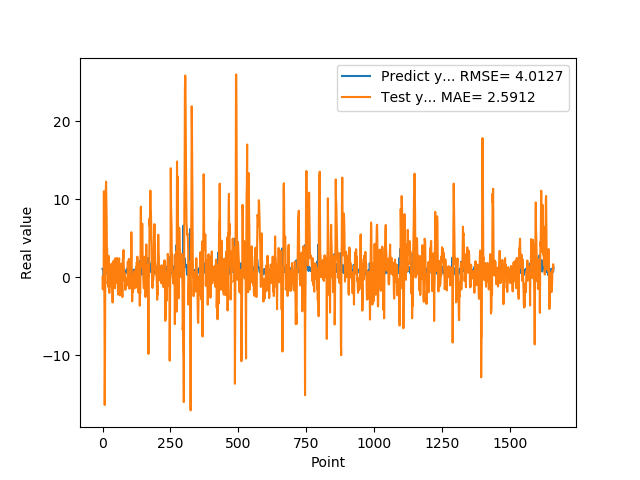 Predict y... RMSE= 4.0127
Test y... MAE= 2.5912
20
10
0
−10
Real value
0 250 500 750 1000 1250 1500
Point